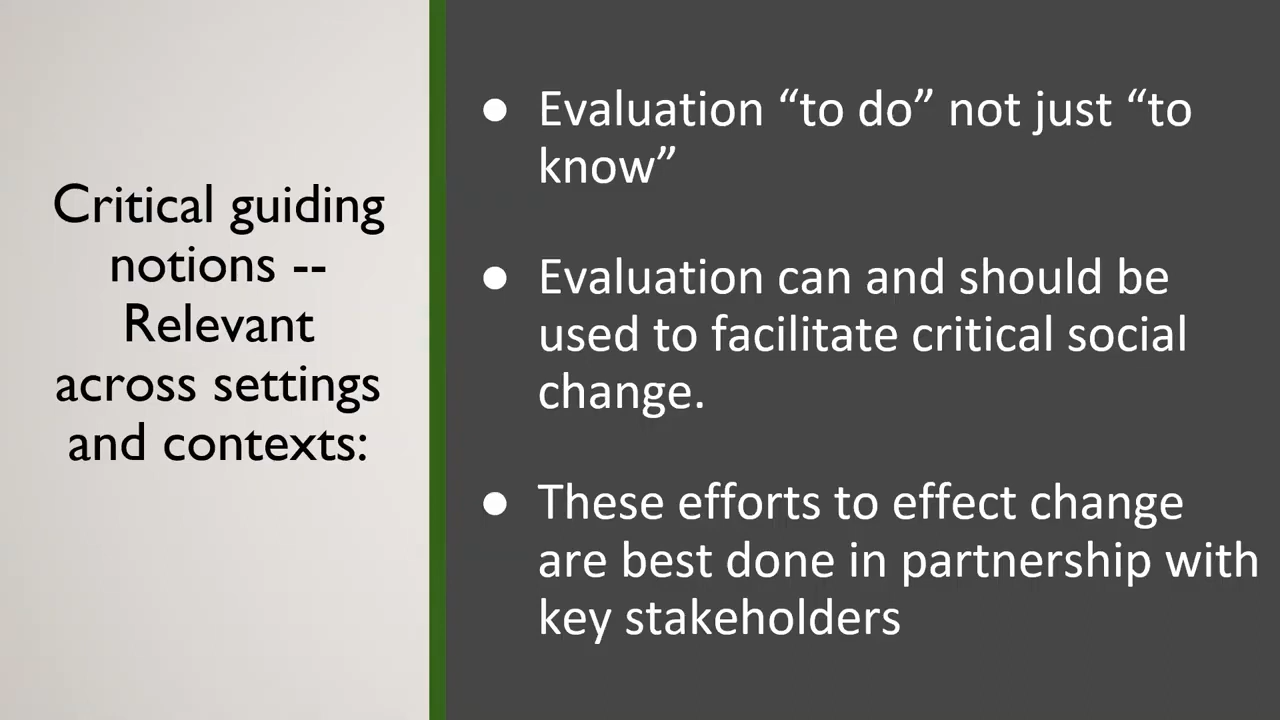 Critical guiding
notions --
Relevant
across settings
and contexts:
● Evaluation “to do” not just “to
know”
● Evaluation can and should be
used to facilitate critical social
change.
● These efforts to effect change
are best done in partnership with
key stakeholders